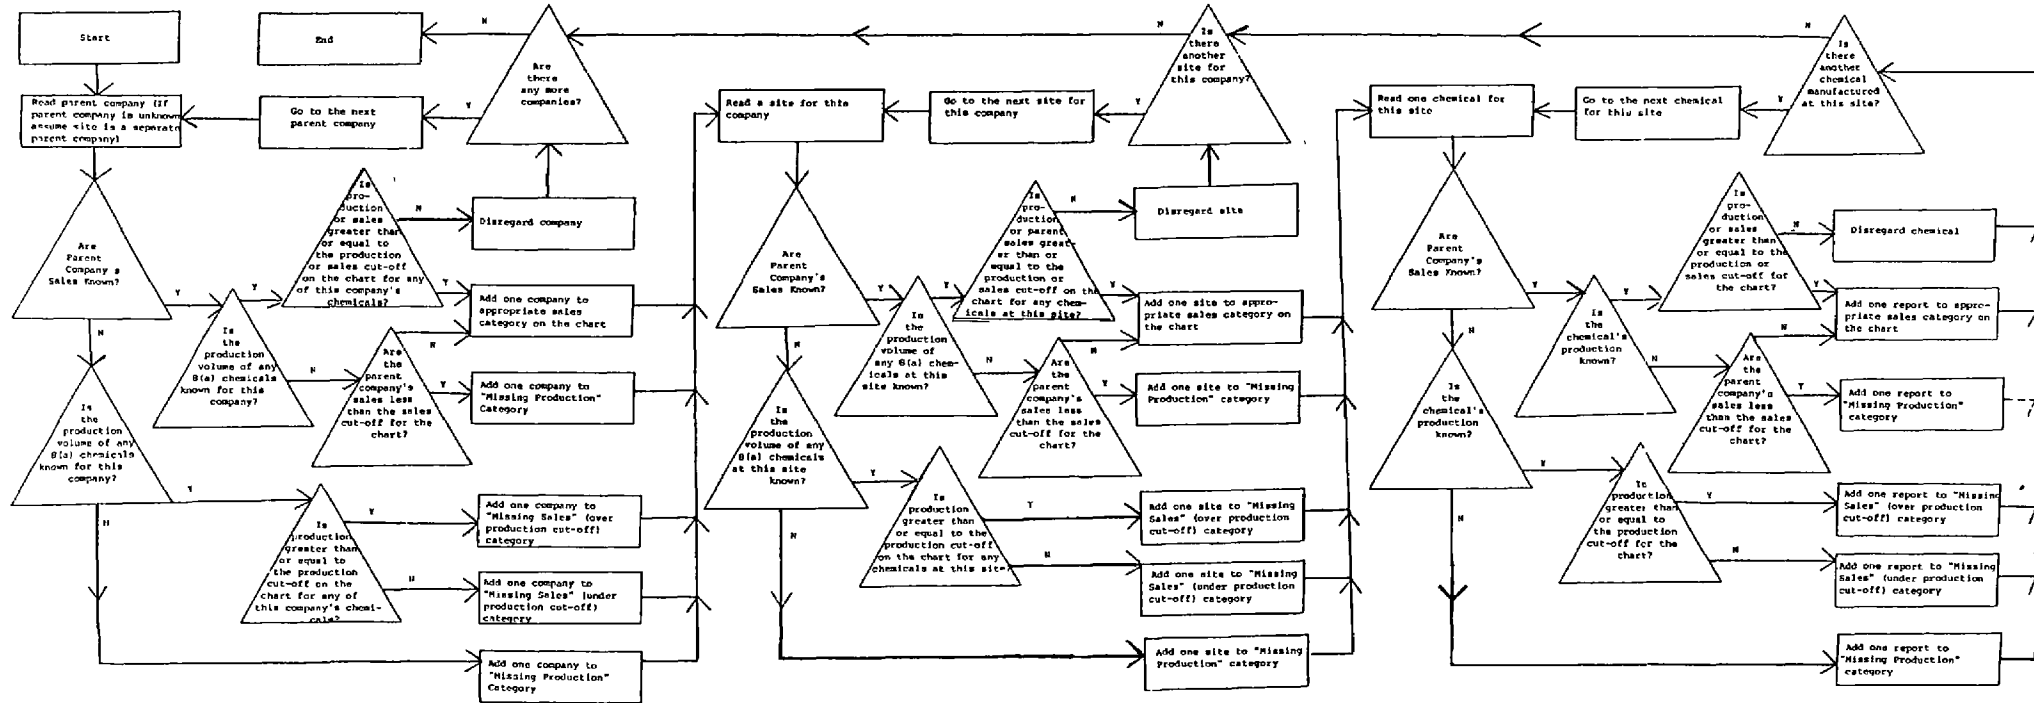 Start
End
N
Are
there
any more
companies?
Y
Go to the next
parent company
Read parent company (If
parent company is unknown
assume site is a separate
parent company)
Are
Parent
Company's
Sales Known?
Y
N
Is
the
production
volume of any
8(a) chemicals
known for this
company?
Y
N
Is
pro-
duction
or sales
greater than
or equal to
the production
or sales cut-off
on the chart for any
of this company's
chemicals?
N
Y
Disregard company
Add one company to
appropriate sales
category on the chart
Are
the
parent
company's
sales less
than the sales
cut-off for the
chart?
N
Y
Add one company to
"Missing Production"
Category
Is
the
production
volume of any
8(a) chemicals
known for this
company?
Y
N
Is
production
greater than
or equal to
the production
cut-off on the
chart for any of
this company's chemi-
cals?
Y
N
Add one company to
"Missing Sales" (over
production cut-off)
category
Add one company to
"Missing Sales" (under
production cut-off)
category
Add one company to
"Missing Production"
Category
N
Is
there
another
site for
this company?
Y
Go to the next site for
this company
Read a site for this
company
Are
Parent
Company's
Sales Known?
Y
N
Is
the
production
volume of
any 8(a) chem-
icals at this
site known?
Y
N
Is
pro-
duction
or parent
sales great-
er than or
equal to the
production or
sales cut-off on the
chart for any chem-
icals at this site?
N
Y
Disregard site
Add one site to appro-
priate sales category on
the chart
Are
the
parent
company's
sales less
than the sales
cut-off for the
chart?
N
Y
Add one site to "Missing
Production" category
Is
the
production
volume of any
8(a) chemicals
at this site
known?
Y
N
Is
production
greater than
or equal to the
production cut-off
on the chart for any
chemicals at this site?
Y
N
Add one site to "Missing
Sales" (over production
cut-off) category
Add one site to "Missing
Sales" (under production
cut-off) category
Add one site to "Missing
Production" category
N
Is
there
another
chemical
manufactured
at this site?
Y
Go to the next chemical
for this site
Read one chemical for
this site
Are
Parent
Company's
Sales Known?
Y
N
Is
the
chemical's
production
known?
Y
N
Is
pro-
duction
or sales
greater than
or equal to the
production or
sales cut-off for
the chart?
N
Y
Disregard chemical
Add one report to appro-
priate sales category on
the chart
Are
the
parent
company's
sales less
than the sales
cut-off for the
chart?
N
Y
Add one report to
"Missing Production"
category
Is
the
chemical's
production
known?
Y
N
Is
production
greater than
or equal to
the production
cut-off for the
chart?
Y
N
Add one report to "Missing
Sales" (over production
cut-off) category
Add one report to "Missing
Sales" (under production
cut-off) category
Add one report to
"Missing Production"
category